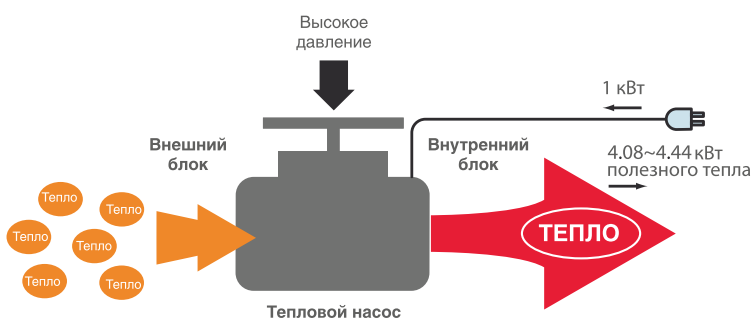 Высокое
давление
1 кВт
Внешний
блок
Внутренний
блок
4.08~4.44 кВт
полезного тепла
Тепло
Тепло
Тепло
Тепло
Тепло
Тепло
ТЕПЛО
Тепловой насос